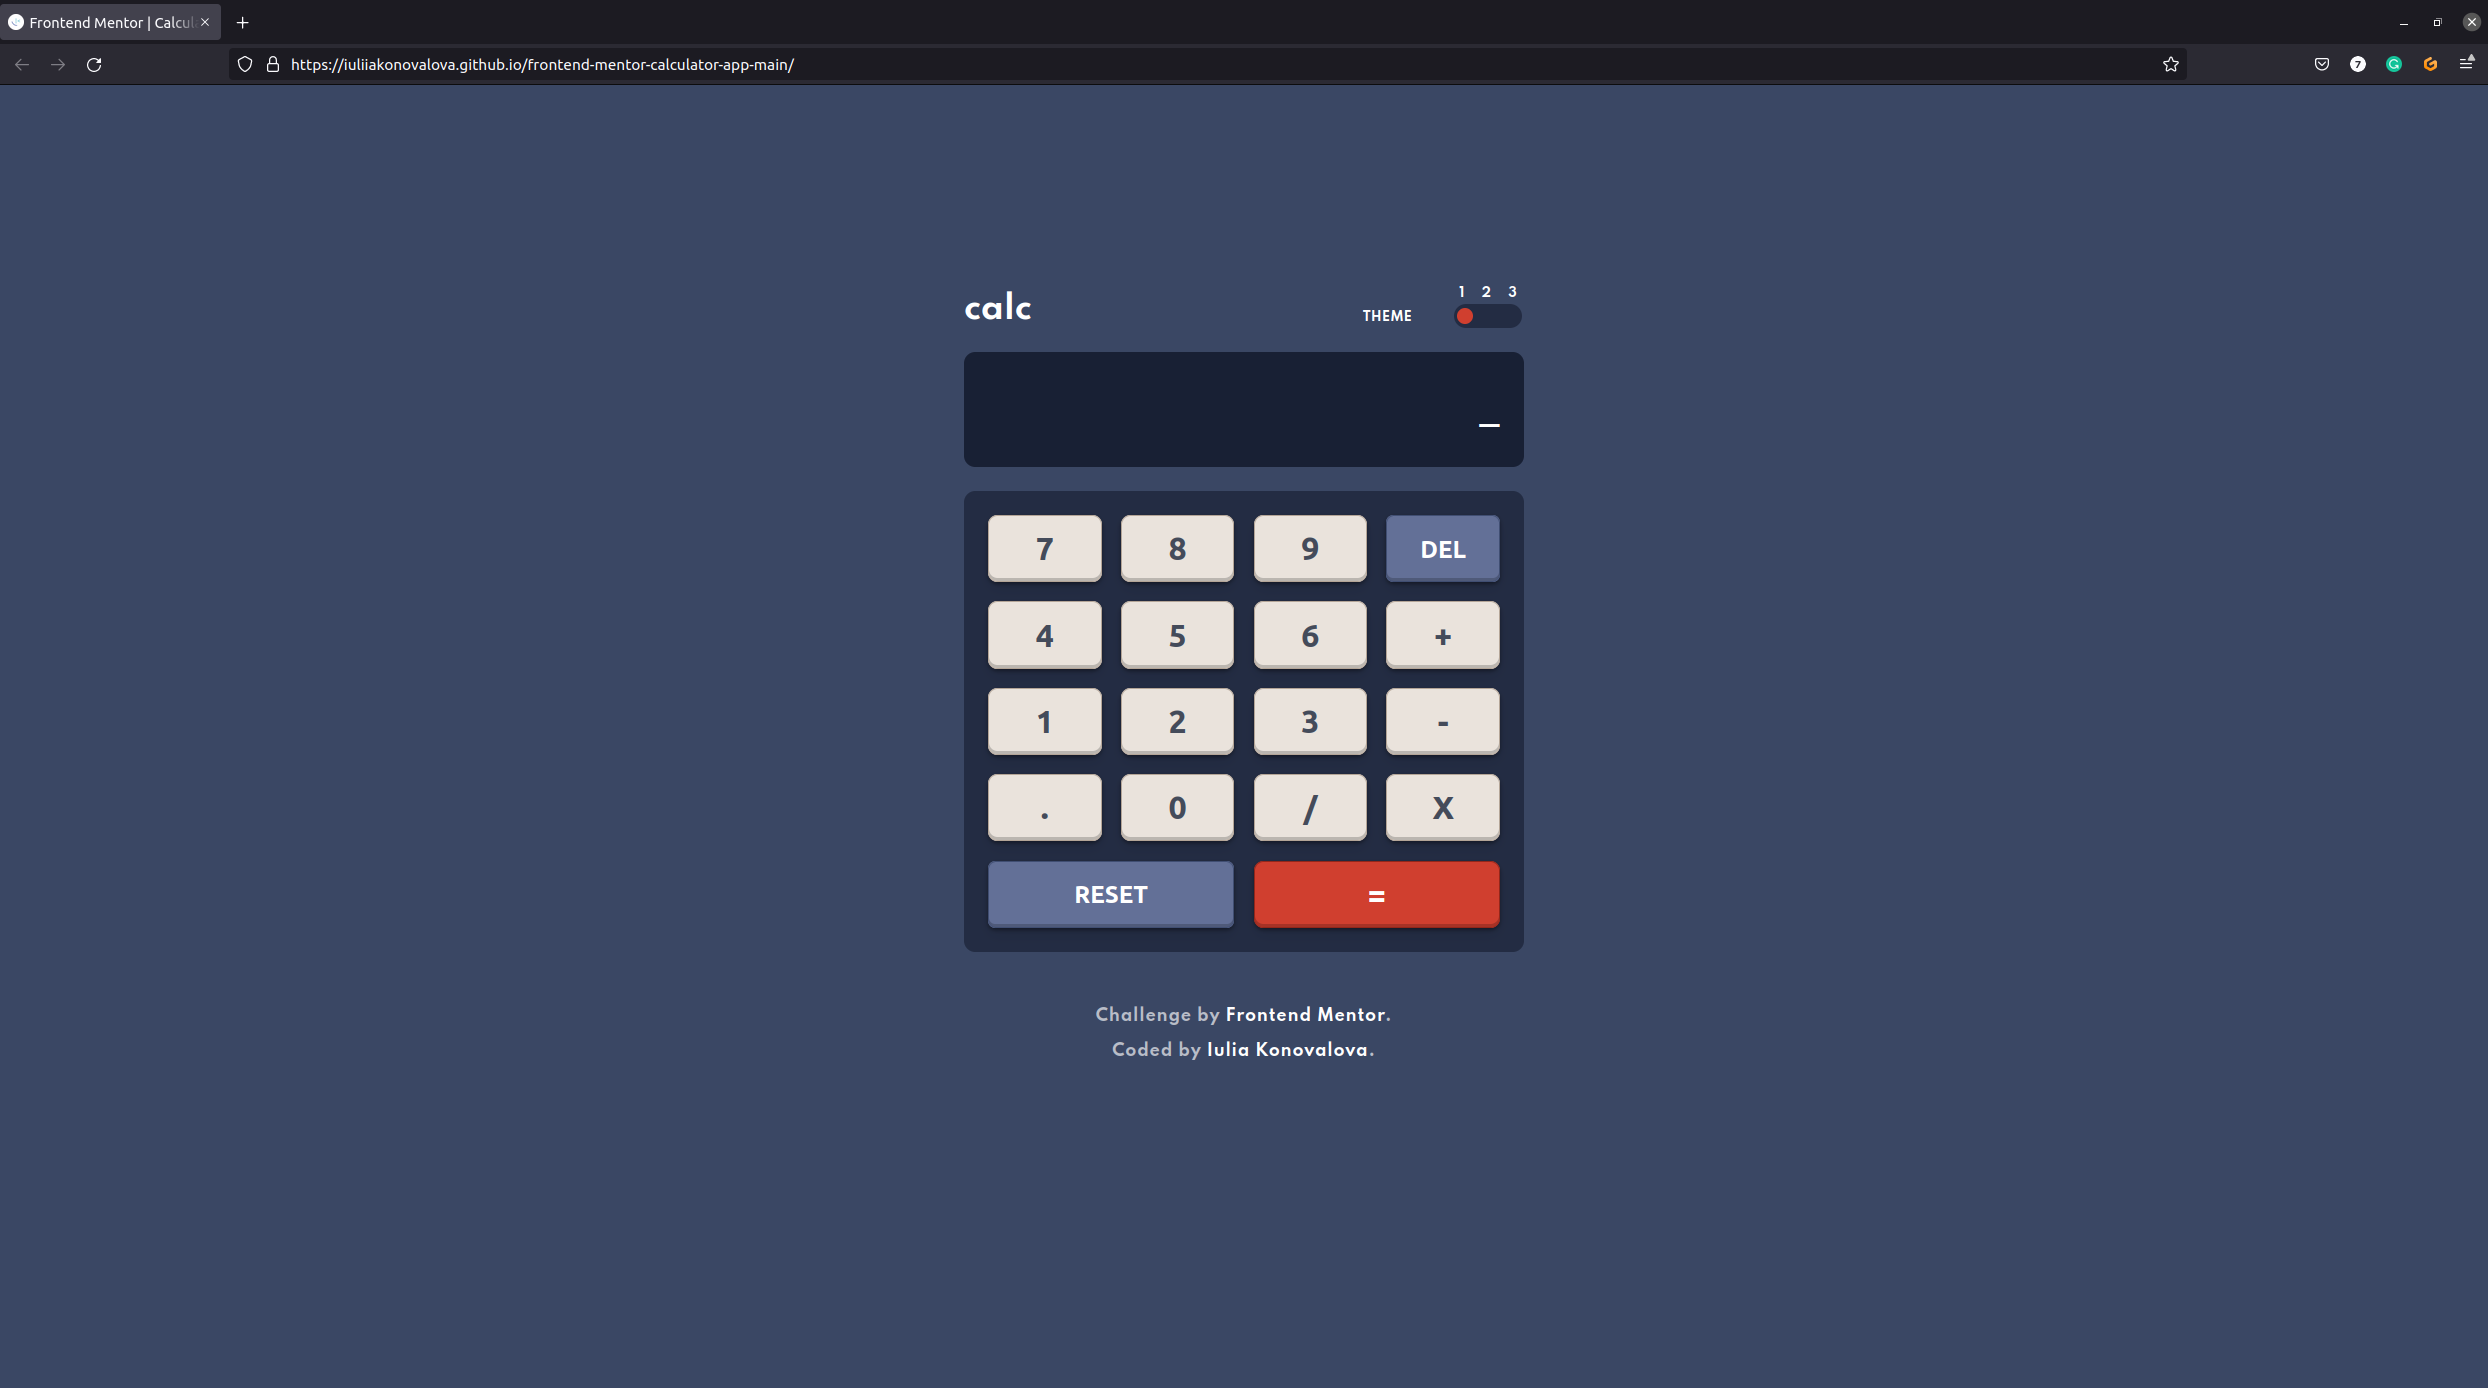 Frontend Mentor | Calcul
https://iuliiakonovalova.github.io/frontend-mentor-calculator-app-main/
7
calc
THEME
1 2 3
_
7 8 9 DEL
4 5 6 +
1 2 3 -
. 0 / X
RESET =
Challenge by Frontend Mentor.
Coded by Iulia Konovalova.